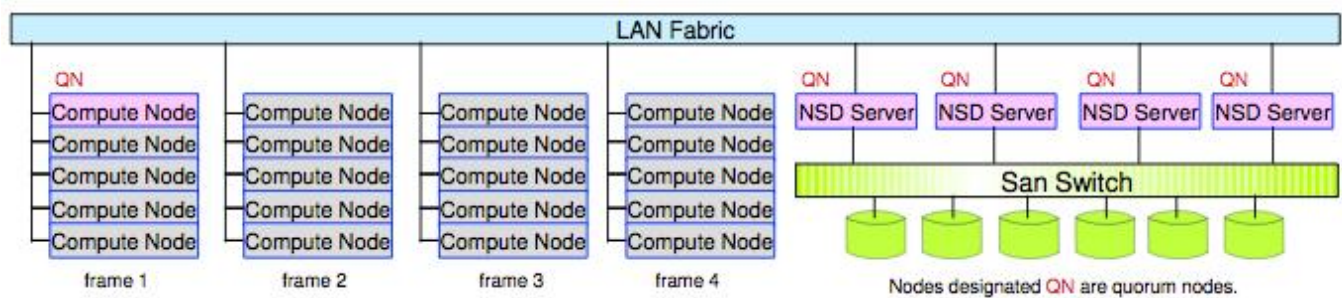 LAN Fabric
QN
Compute Node
Compute Node
Compute Node
Compute Node
Compute Node
frame 1
Compute Node
Compute Node
Compute Node
Compute Node
Compute Node
frame 2
Compute Node
Compute Node
Compute Node
Compute Node
Compute Node
frame 3
Compute Node
Compute Node
Compute Node
Compute Node
Compute Node
frame 4
QN
NSD Server
QN
NSD Server
QN
NSD Server
QN
NSD Server
San Switch
Nodes designated QN are quorum nodes.